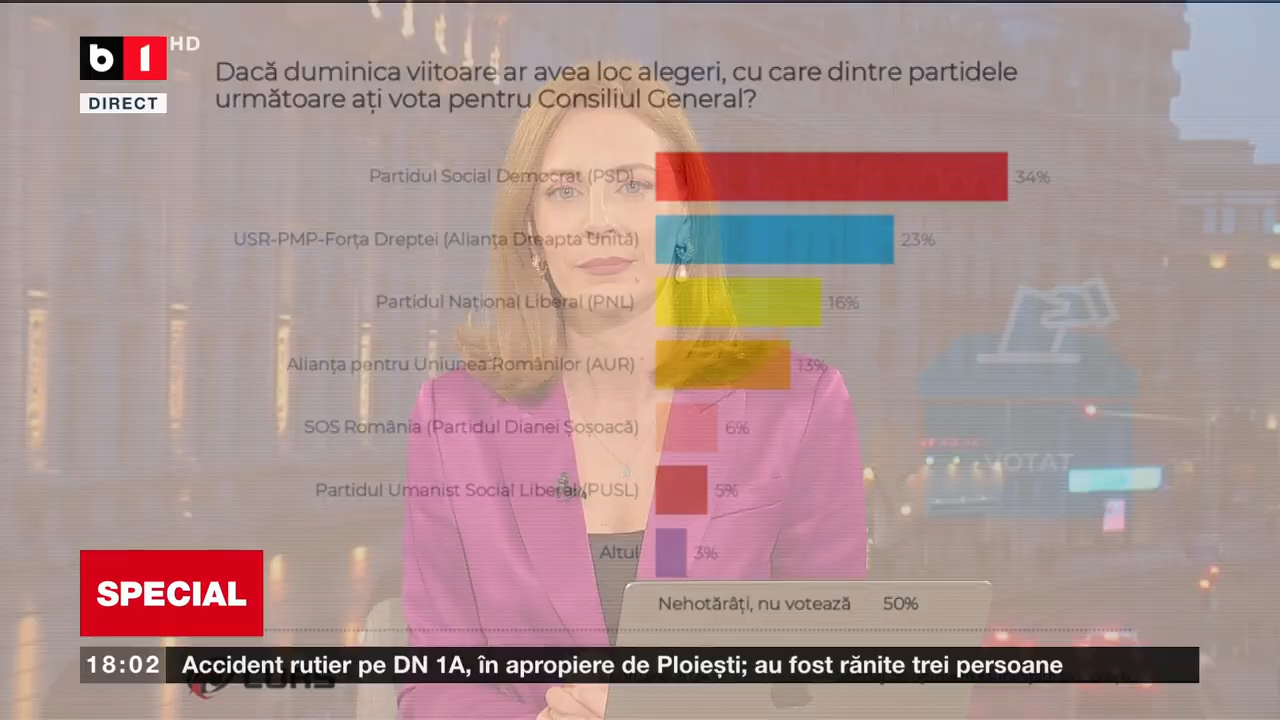 b1 HD
DIRECT
Dacă duminica viitoare ar avea loc alegeri, cu care dintre partidele
următoare ați vota pentru Consiliul General?
Partidul Social Democrat (PSD) 34%
USR-PMP-Forța Dreptei (Alianța Dreapta Unită) 23%
Partidul Național Liberal (PNL) 16%
Alianța pentru Uniunea Românilor (AUR) 13%
SOS România (Partidul Dianei Șoșoacă) 6%
Partidul Umanist Social Liberal (PUSL) 5%
Altul 3%
VOTAT
Nehotărâți, nu votează 50%
SPECIAL
18:02 Accident rutier pe DN 1A, în apropiere de Ploiești; au fost rănite trei persoane